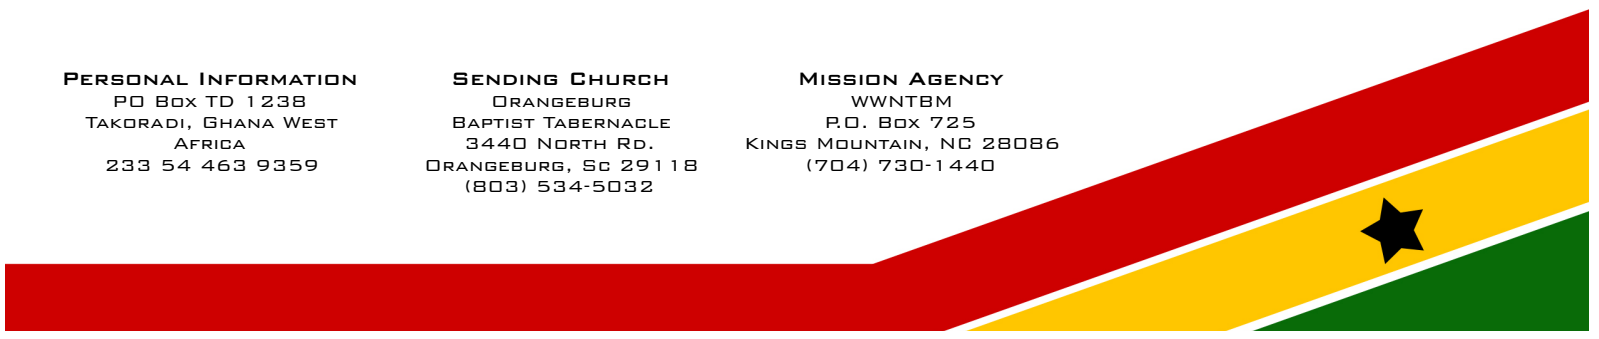 Personal Information
PO Box TD 1238
Takoradi, Ghana West
Africa
233 54 463 9359
Sending Church
Orangeburg
Baptist Tabernacle
3440 North Rd.
Orangeburg, Sc 29118
(803) 534-5032
Mission Agency
WWNTBM
P.O. Box 725
Kings Mountain, NC 28086
(704) 730-1440